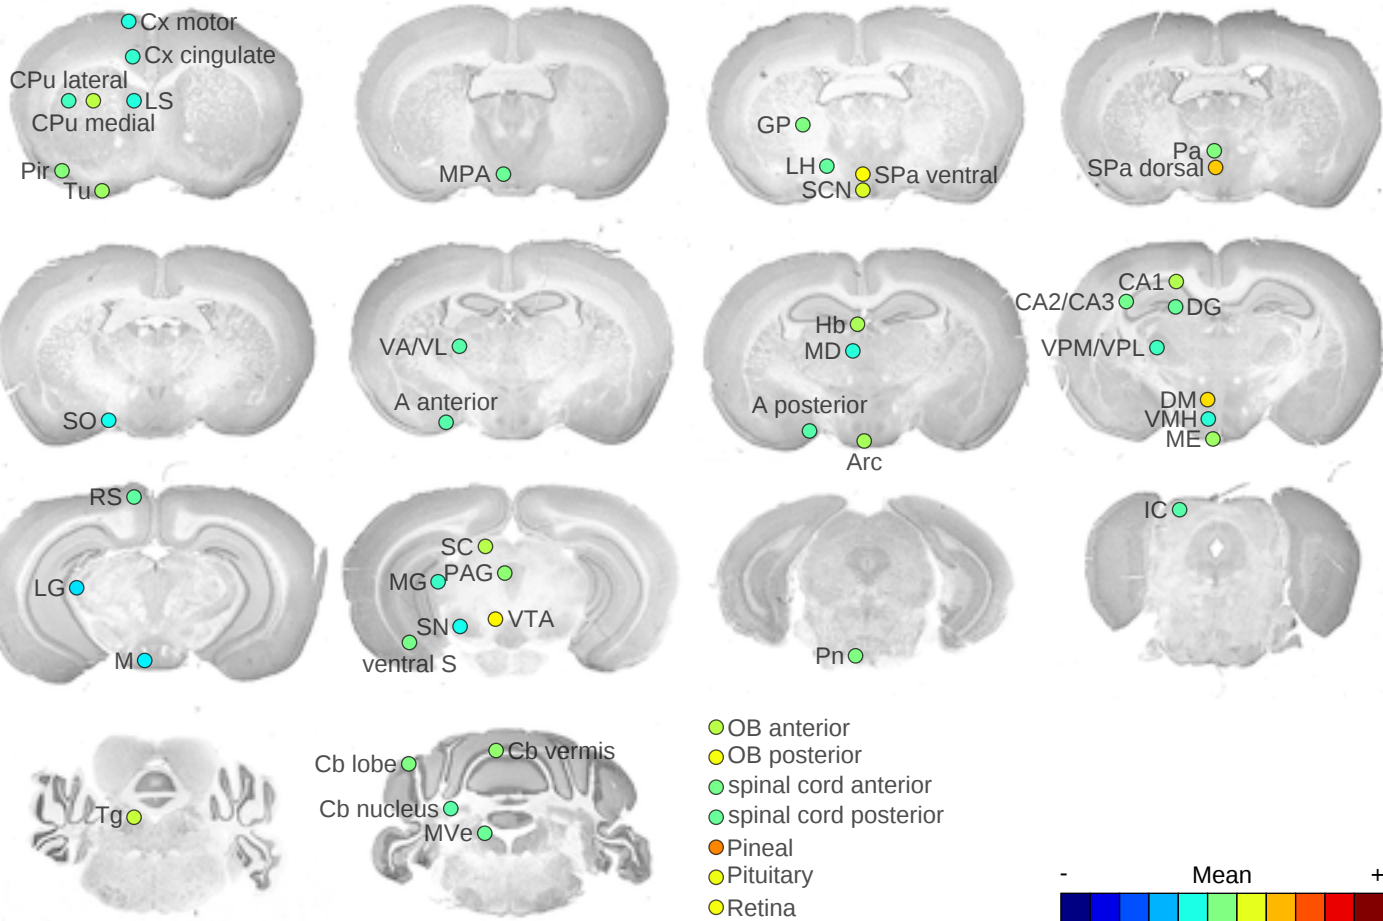 Cx motor
Cx cingulate
CPu lateral
LS
CPu medial
Pir
Tu
MPA
GP
LH
SPa ventral
SCN
Pa
SPa dorsal
SO
VA/VL
A anterior
Hb
MD
A posterior
Arc
CA1
CA2/CA3
DG
VPM/VPL
DM
VMH
ME
RS
LG
M
SC
MG
PAG
SN
VTA
ventral S
Pn
IC
Tg
Cb lobe
Cb vermis
Cb nucleus
MVe
OB anterior
OB posterior
spinal cord anterior
spinal cord posterior
Pineal
Pituitary
Retina
- Mean +